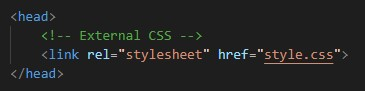 <head>
    <!-- External CSS -->
    <link rel="stylesheet" href="style.css">
</head>